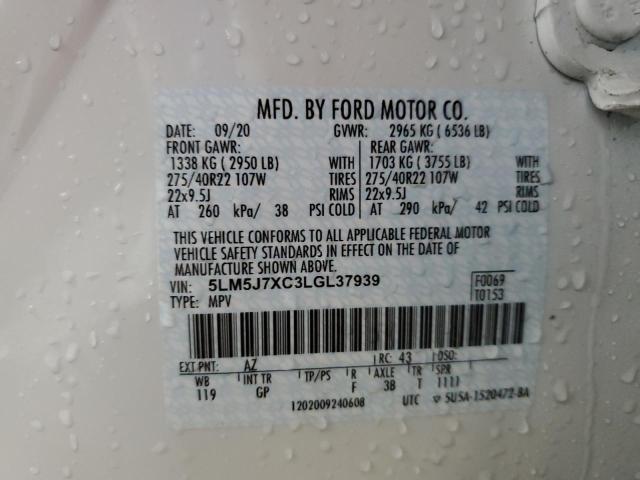 MFD. BY FORD MOTOR CO.
DATE: 09/20 GVWR: 2965 KG ( 6536 LB)
FRONT GAWR: REAR GAWR:
1338 KG ( 2950 LB) WITH 1703 KG ( 3755 LB) WITH
275/40R22 107W TIRES 275/40R22 107W TIRES
22x9.5J RIMS 22x9.5J RIMS
AT 260 kPa/ 38 PSI COLD AT 290 kPa/ 42 PSI COLD
THIS VEHICLE CONFORMS TO ALL APPLICABLE FEDERAL MOTOR
VEHICLE SAFETY STANDARDS IN EFFECT ON THE DATE OF
MANUFACTURE SHOWN ABOVE.
VIN: 5LM5J7XC3LGL37939 F0069
TYPE: MPV T0153
EXT PNT: AZ RC: 43 DSO:
WB INT TR TP/PS R AXLE TR SPR
119 GP F 38 T 1111
1202009240608 UTC 5U5A-1520472-BA